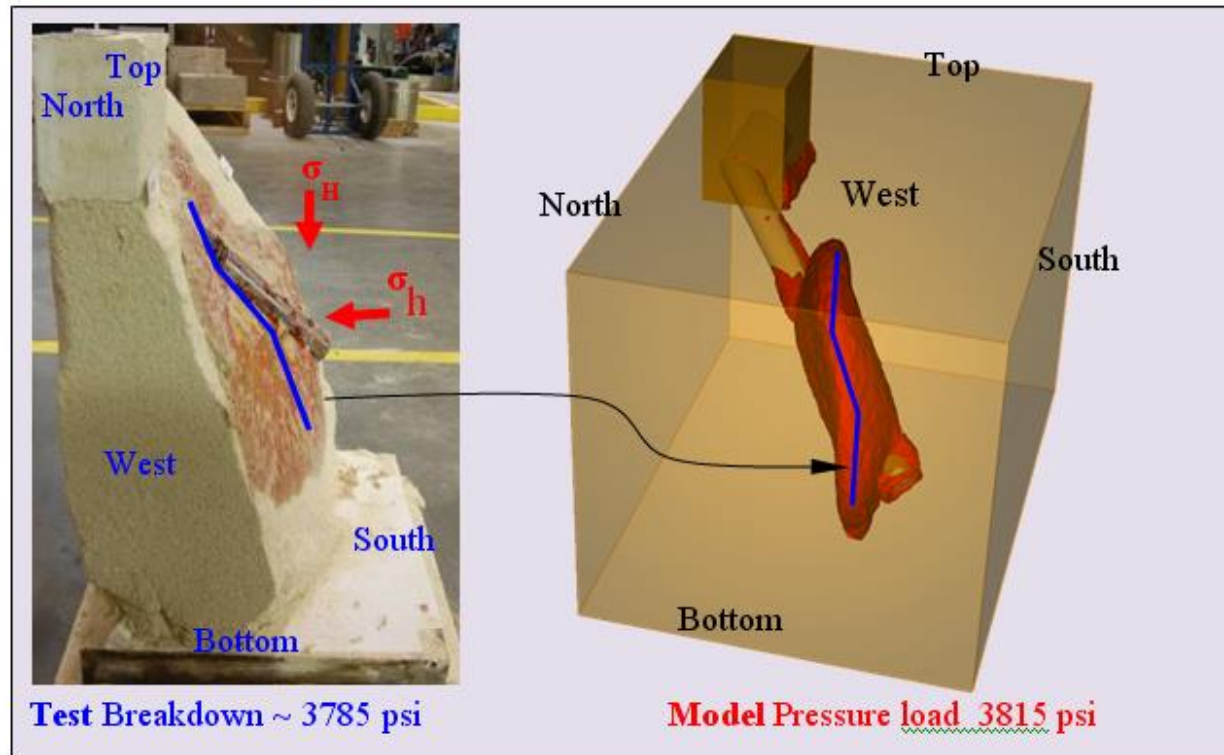 Top
North
σH
σh
West
South
Bottom
Test Breakdown ~ 3785 psi
Top
West
North
South
Bottom
Model Pressure load 3815 psi